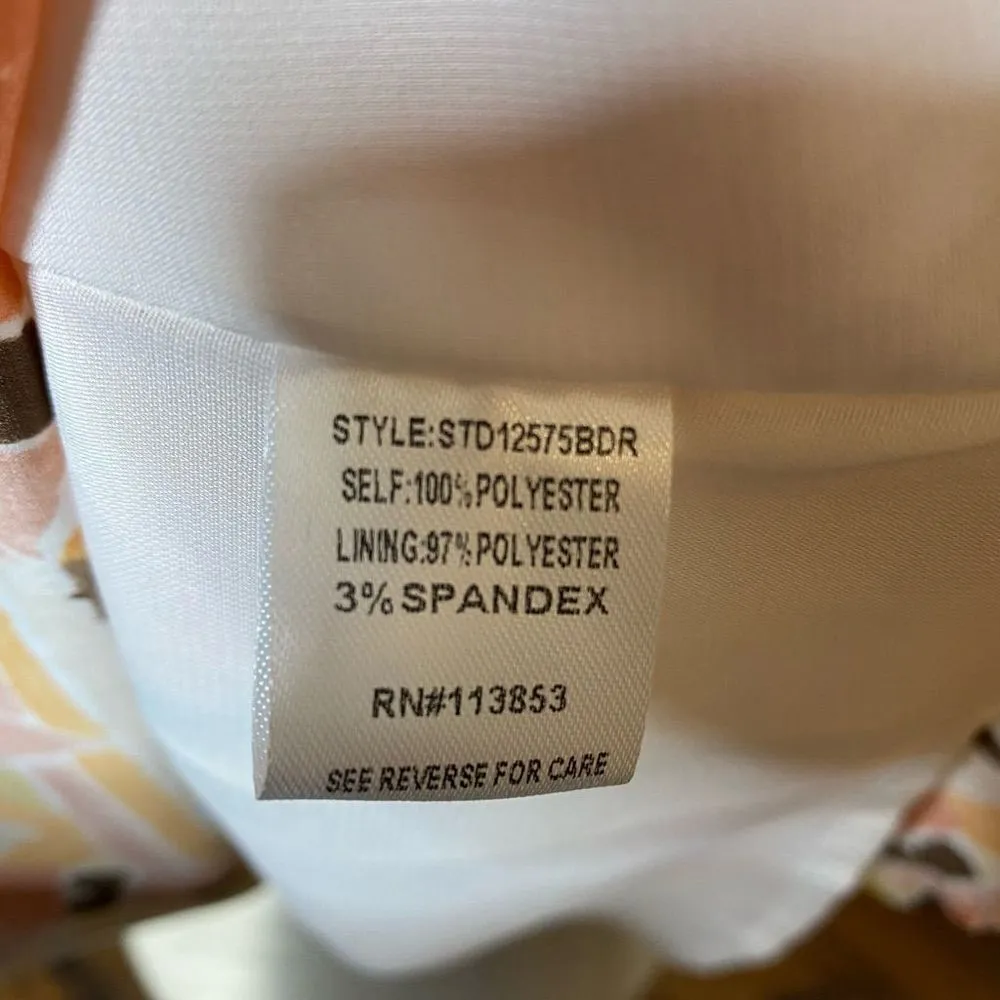 STYLE:STD12575BDR
SELF:100%POLYESTER
LINING:97%POLYESTER
3%SPANDEX
RN#113853
SEE REVERSE FOR CARE